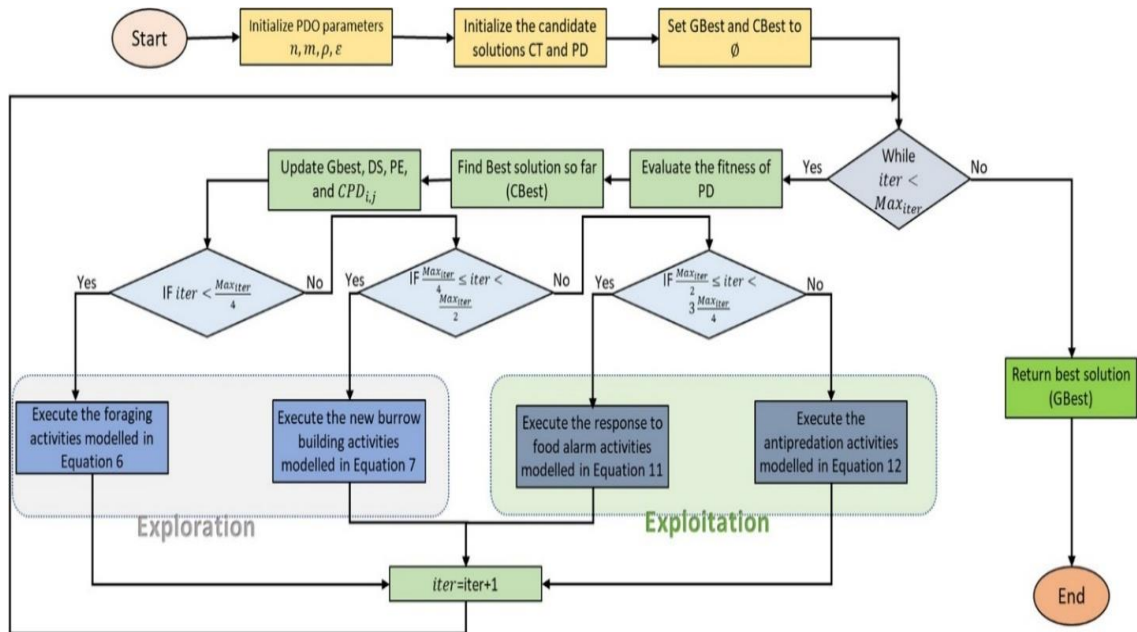 Start
Initialize PDO parameters
n, m, ρ, ε
Initialize the candidate
solutions CT and PD
Set GBest and CBest to
Ø
While
iter <
Max_iter
Yes
No
Evaluate the fitness of
PD
Find Best solution so far
(CBest)
Update Gbest, DS, PE,
and CPD_i,j
Yes
IF iter < Max_iter/4
No
Yes
IF Max_iter/4 ≤ iter <
Max_iter/2
No
Yes
IF Max_iter/2 ≤ iter <
3 Max_iter/4
No
Execute the foraging
activities modelled in
Equation 6
Execute the new burrow
building activities
modelled in Equation 7
Execute the response to
food alarm activities
modelled in Equation 11
Execute the
antipredation activities
modelled in Equation 12
Exploration
Exploitation
iter=iter+1
Return best solution
(GBest)
End